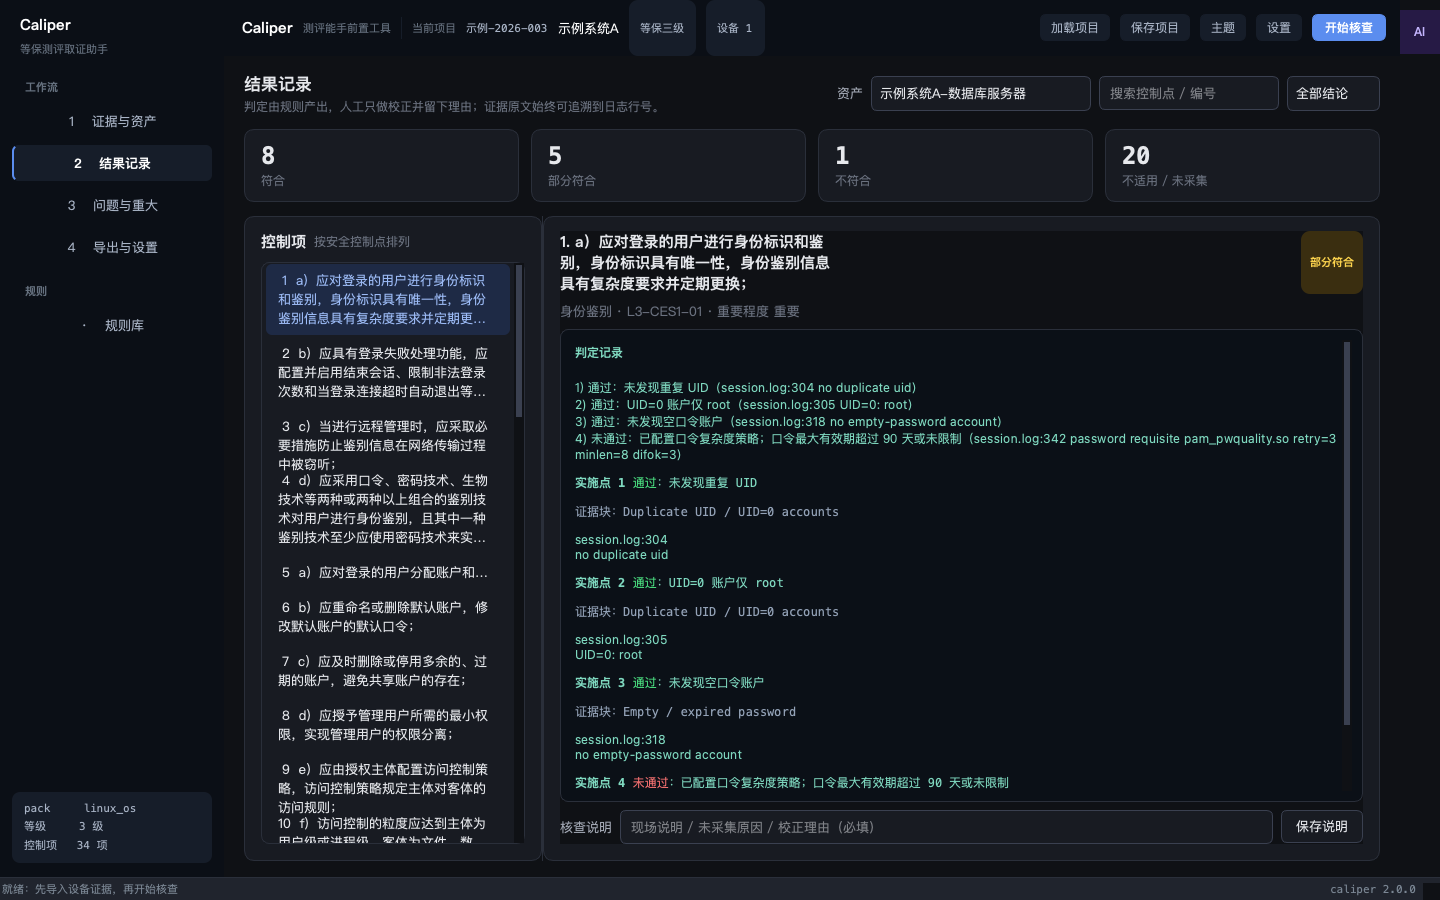 Caliper
等保测评取证助手
工作流
1 证据与资产
2 结果记录
3 问题与重大
4 导出与设置
规则
· 规则库
pack linux_os
等级 3 级
控制项 34 项
Caliper 测评能手前置工具 当前项目 示例-2026-003 示例系统A 等保三级 设备 1
加载项目 保存项目 主题 设置 开始核查 AI
结果记录
判定由规则产出，人工只做校正并留下理由；证据原文始终可追溯到日志行号。
资产 示例系统A-数据库服务器 搜索控制点 / 编号 全部结论
8
符合
5
部分符合
1
不符合
20
不适用 / 未采集
控制项 按安全控制点排列
1 a）应对登录的用户进行身份标识
和鉴别，身份标识具有唯一性，身份
鉴别信息具有复杂度要求并定期更…
2 b）应具有登录失败处理功能，应
配置并启用结束会话、限制非法登录
次数和当登录连接超时自动退出等…
3 c）当进行远程管理时，应采取必
要措施防止鉴别信息在网络传输过程
中被窃听；
4 d）应采用口令、密码技术、生物
技术等两种或两种以上组合的鉴别技
术对用户进行身份鉴别，且其中一种
鉴别技术至少应使用密码技术来实…
5 a）应对登录的用户分配账户和…
6 b）应重命名或删除默认账户，修
改默认账户的默认口令；
7 c）应及时删除或停用多余的、过
期的账户，避免共享账户的存在；
8 d）应授予管理用户所需的最小权
限，实现管理用户的权限分离；
9 e）应由授权主体配置访问控制策
略，访问控制策略规定主体对客体的
访问规则；
10 f）访问控制的粒度应达到主体为
用户级或进程级，客体为文件、数
1. a）应对登录的用户进行身份标识和鉴
别，身份标识具有唯一性，身份鉴别信息
具有复杂度要求并定期更换；
部分符合
身份鉴别 · L3-CES1-01 · 重要程度 重要
判定记录
1) 通过：未发现重复 UID（session.log:304 no duplicate uid）
2) 通过：UID=0 账户仅 root（session.log:305 UID=0: root）
3) 通过：未发现空口令账户（session.log:318 no empty-password account）
4) 未通过：已配置口令复杂度策略；口令最大有效期超过 90 天或未限制（session.log:342 password requisite pam_pwquality.so retry=3
minlen=8 difok=3）
实施点 1 通过：未发现重复 UID
证据块：Duplicate UID / UID=0 accounts
session.log:304
no duplicate uid
实施点 2 通过：UID=0 账户仅 root
证据块：Duplicate UID / UID=0 accounts
session.log:305
UID=0: root
实施点 3 通过：未发现空口令账户
证据块：Empty / expired password
session.log:318
no empty-password account
实施点 4 未通过：已配置口令复杂度策略；口令最大有效期超过 90 天或未限制
核查说明 现场说明 / 未采集原因 / 校正理由（必填） 保存说明
就绪：先导入设备证据，再开始核查
caliper 2.0.0